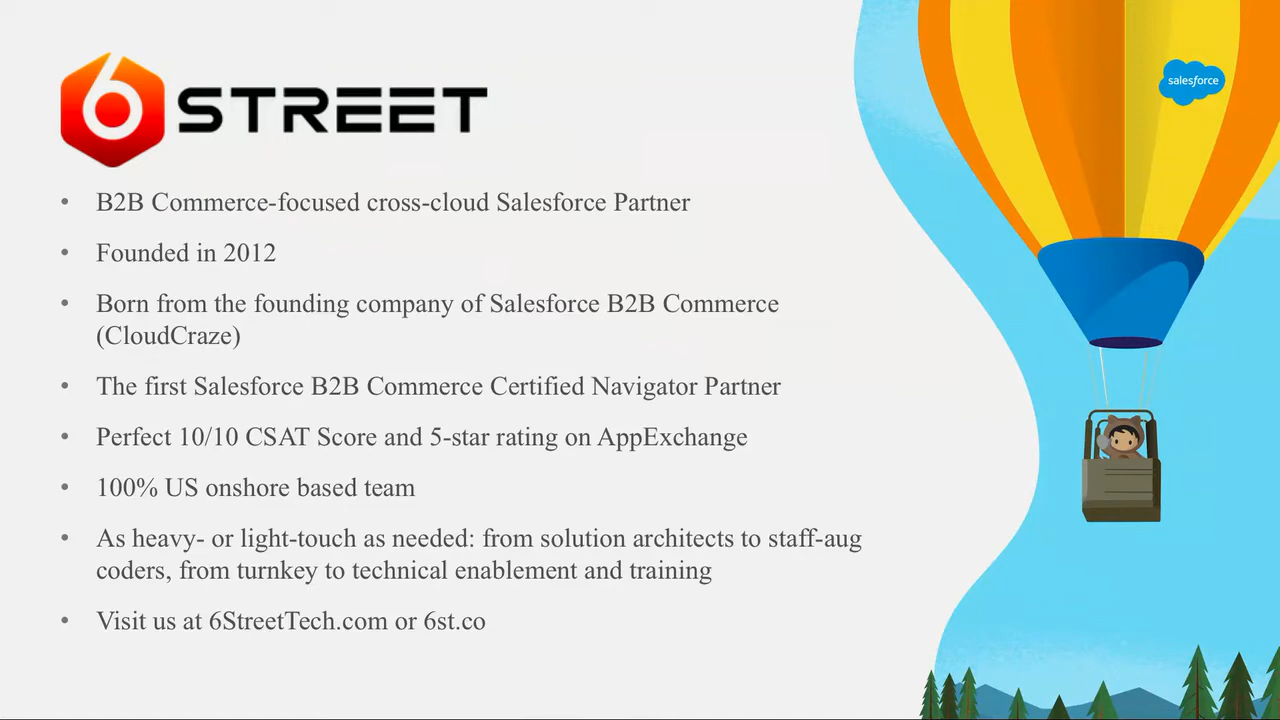 6 STREET
salesforce
• B2B Commerce-focused cross-cloud Salesforce Partner
• Founded in 2012
• Born from the founding company of Salesforce B2B Commerce
(CloudCraze)
• The first Salesforce B2B Commerce Certified Navigator Partner
• Perfect 10/10 CSAT Score and 5-star rating on AppExchange
• 100% US onshore based team
• As heavy- or light-touch as needed: from solution architects to staff-aug
coders, from turnkey to technical enablement and training
• Visit us at 6StreetTech.com or 6st.co